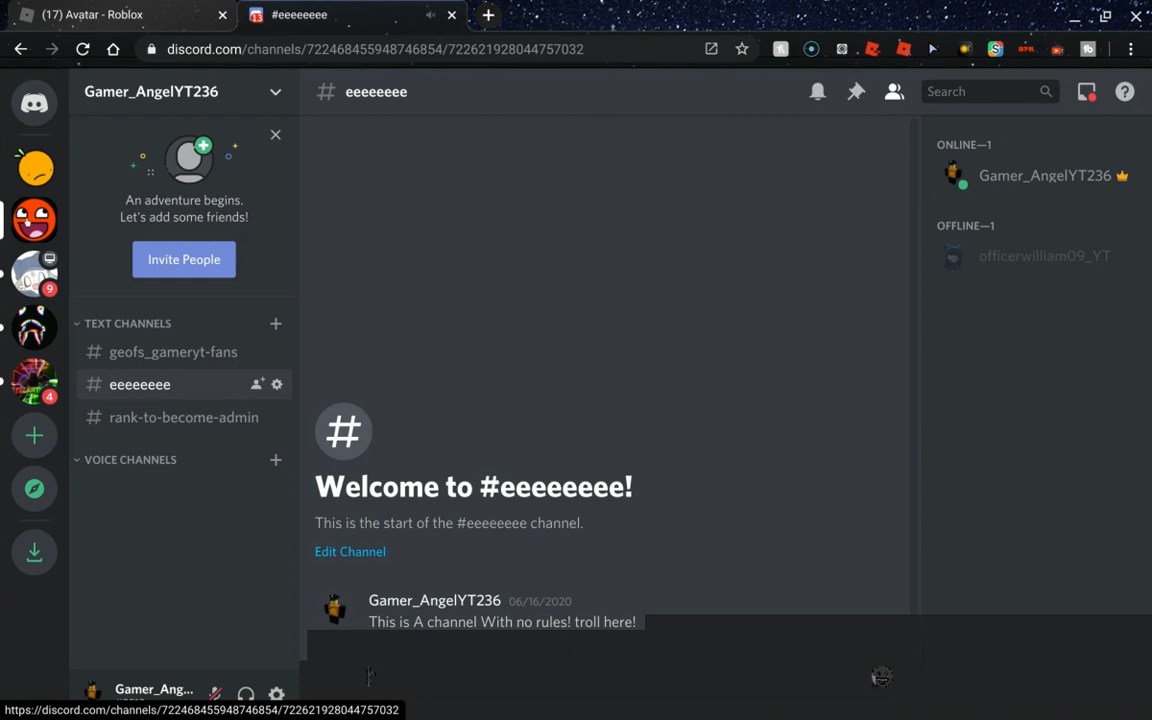 (17) Avatar - Roblox
#eeeeeeee
13
discord.com/channels/722468455948746854/722621928044757032
Gamer_AngelYT236
eeeeeeee
Search
An adventure begins.
Let's add some friends!
Invite People
9
4
TEXT CHANNELS
geofs_gameryt-fans
eeeeeeee
rank-to-become-admin
VOICE CHANNELS
Welcome to #eeeeeeee!
This is the start of the #eeeeeeee channel.
Edit Channel
Gamer_AngelYT236 06/16/2020
This is A channel With no rules! troll here!
ONLINE—1
Gamer_AngelYT236
OFFLINE—1
officerwilliam09_YT
Gamer_Ang...
https://discord.com/channels/722468455948746854/722621928044757032